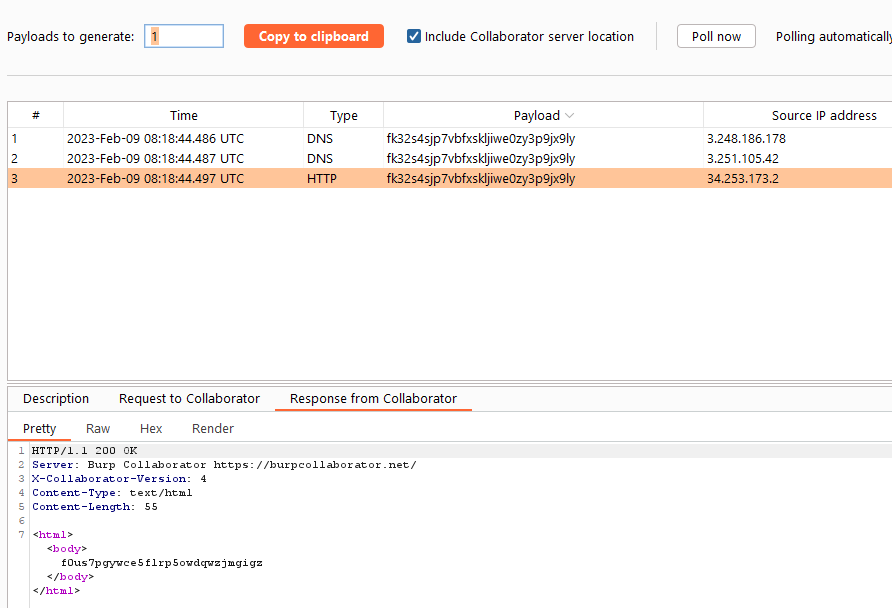 Payloads to generate: 1 Copy to clipboard Include Collaborator server location Poll now Polling automatically
# Time Type Payload Source IP address
1 2023-Feb-09 08:18:44.486 UTC DNS fk32s4sjp7vbfxskljiwe0zy3p9jx9ly 3.248.186.178
2 2023-Feb-09 08:18:44.487 UTC DNS fk32s4sjp7vbfxskljiwe0zy3p9jx9ly 3.251.105.42
3 2023-Feb-09 08:18:44.497 UTC HTTP fk32s4sjp7vbfxskljiwe0zy3p9jx9ly 34.253.173.2
Description Request to Collaborator Response from Collaborator
Pretty Raw Hex Render
1 HTTP/1.1 200 OK
2 Server: Burp Collaborator https://burpcollaborator.net/
3 X-Collaborator-Version: 4
4 Content-Type: text/html
5 Content-Length: 55
6
7 <html>
<body>
f0us7pgywce5flrp5owdqwzjmgigz
</body>
</html>